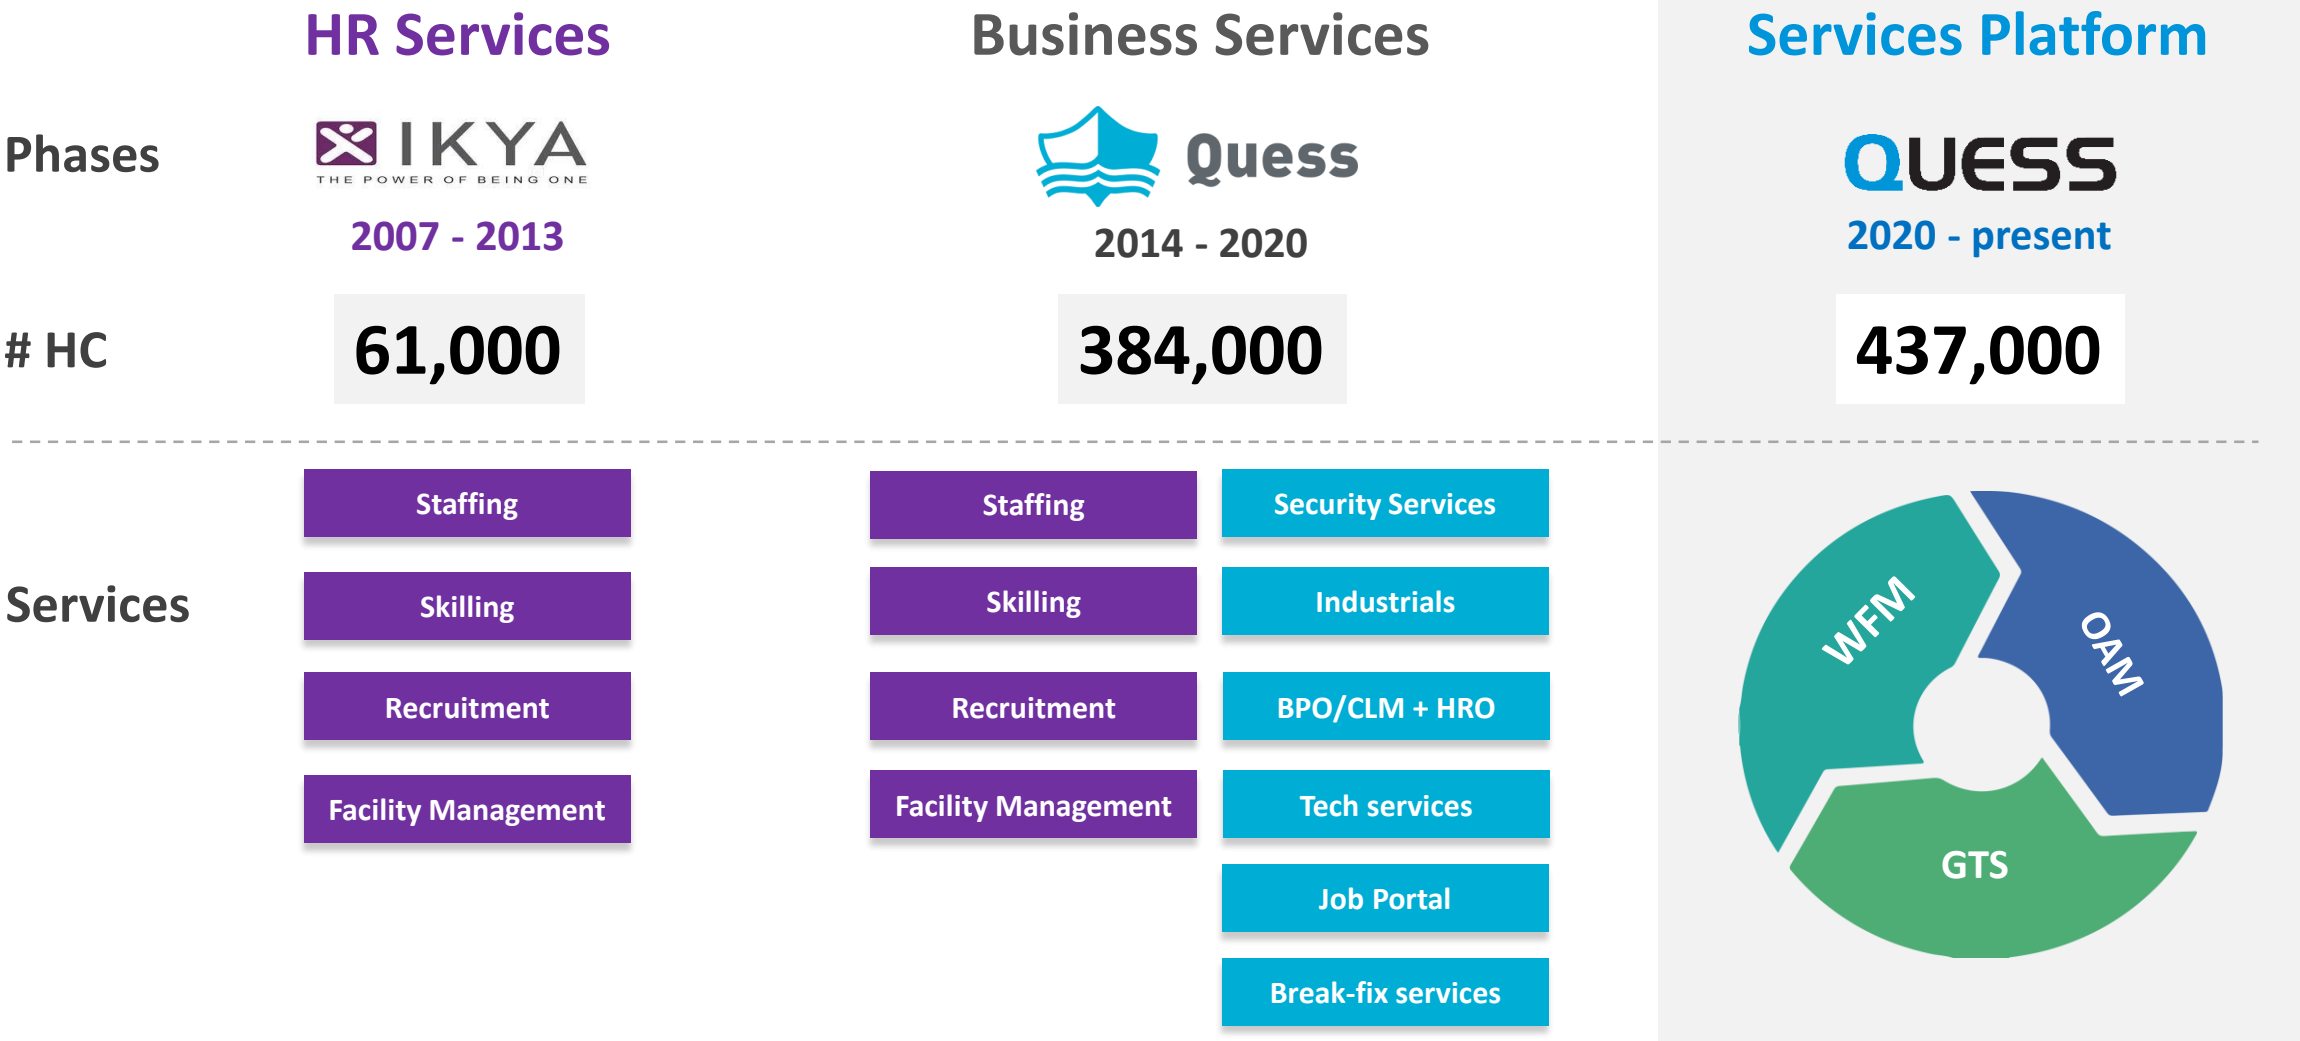 HR Services
Business Services
Services Platform
Phases
IKYA
THE POWER OF BEING ONE
Quess
QUESS
2007 - 2013
2014 - 2020
2020 - present
# HC
61,000
384,000
437,000
Services
Staffing
Skilling
Recruitment
Facility Management
Staffing
Skilling
Recruitment
Facility Management
Security Services
Industrials
BPO/CLM + HRO
Tech services
Job Portal
Break-fix services
WFM
OAM
GTS